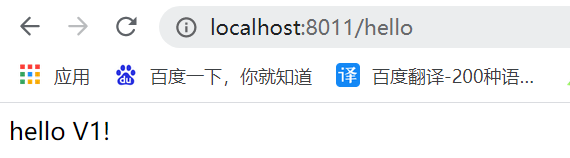 localhost:8011/hello
应用 百度一下，你就知道 译 百度翻译-200种语...
hello V1!